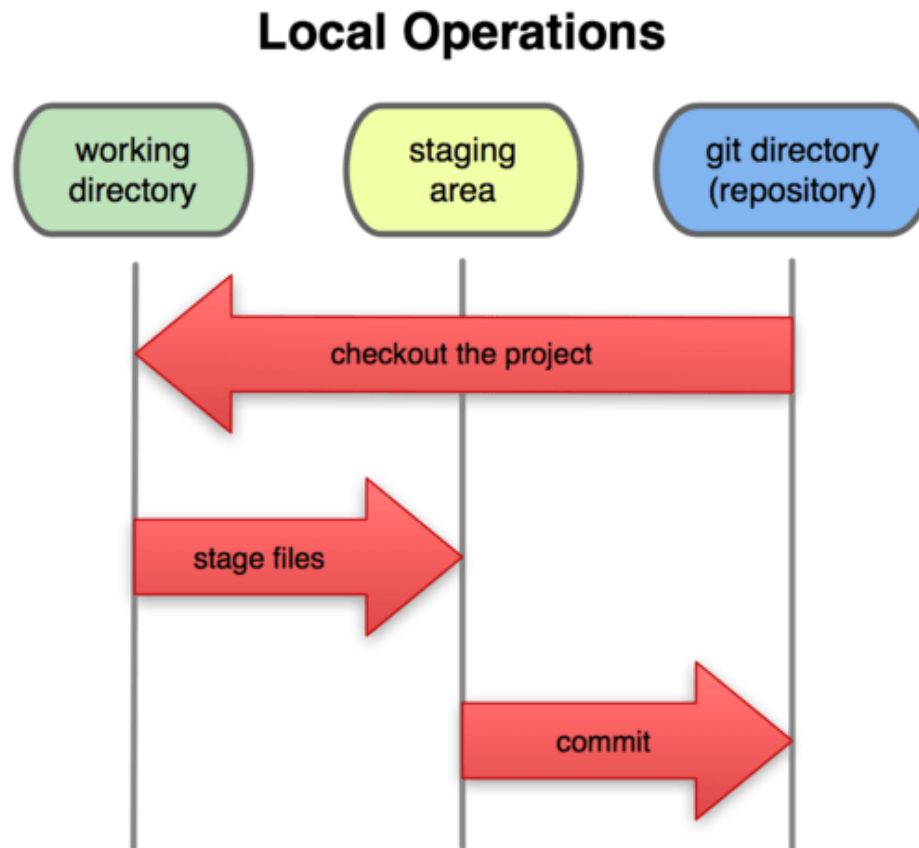 Local Operations
working
directory
staging
area
git directory
(repository)
checkout the project
stage files
commit